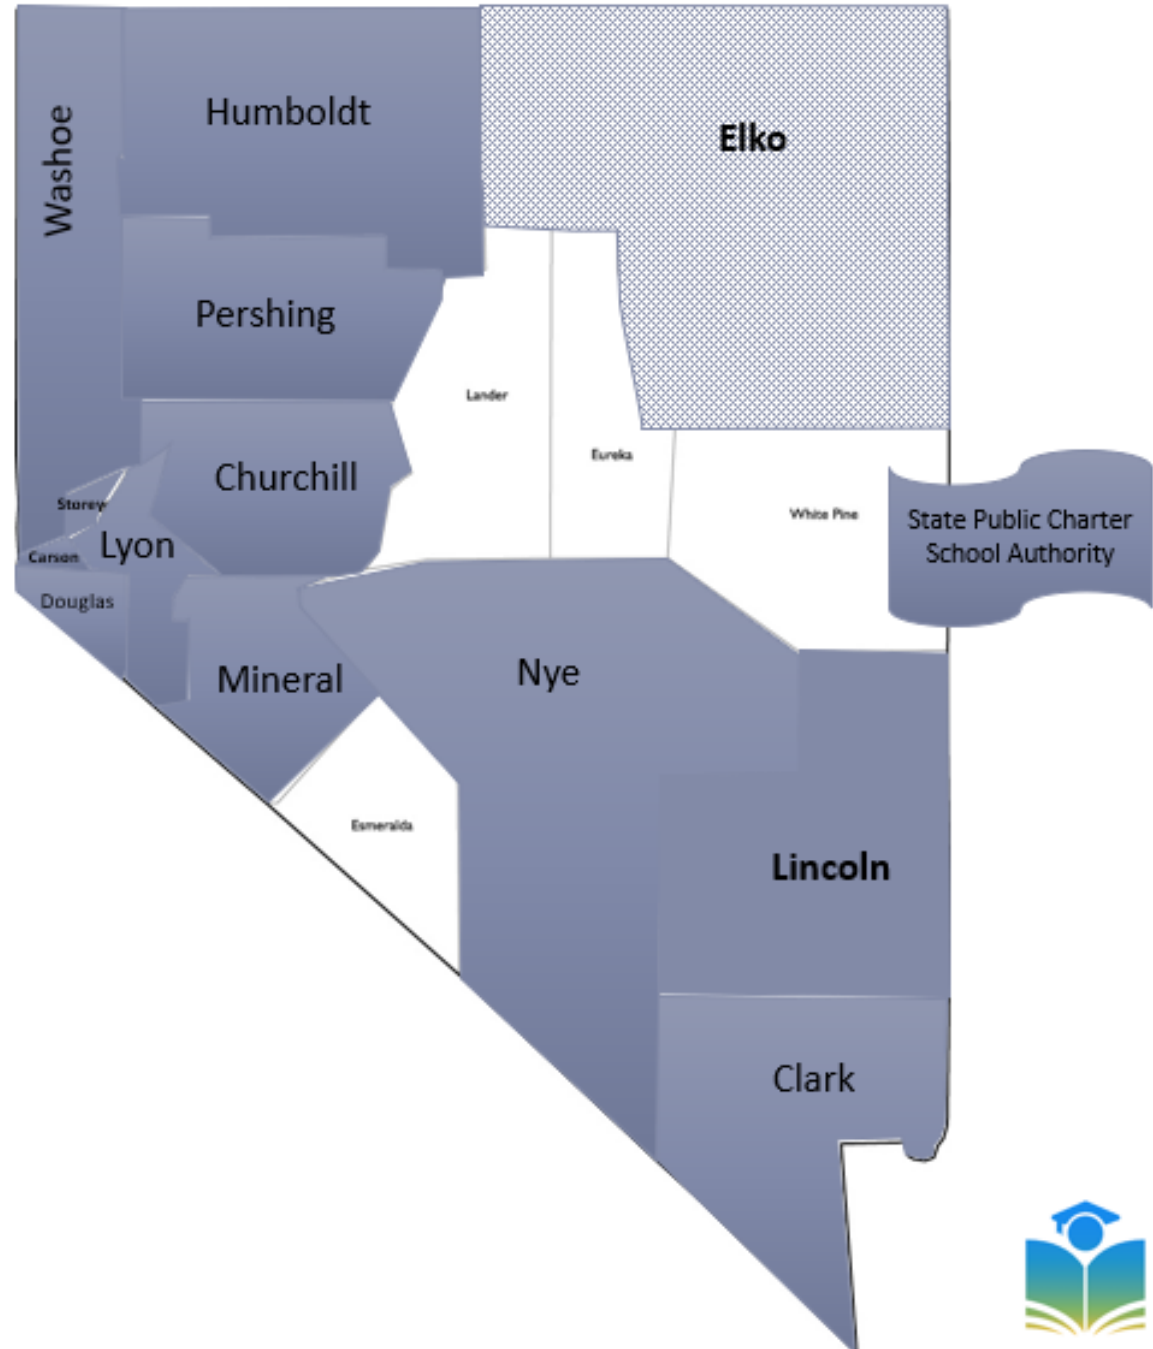 Washoe
Humboldt
Elko
Pershing
Lander
Eureka
Churchill
Storey
White Pine
State Public Charter
School Authority
Lyon
Carson
Douglas
Mineral
Nye
Esmeralda
Lincoln
Clark